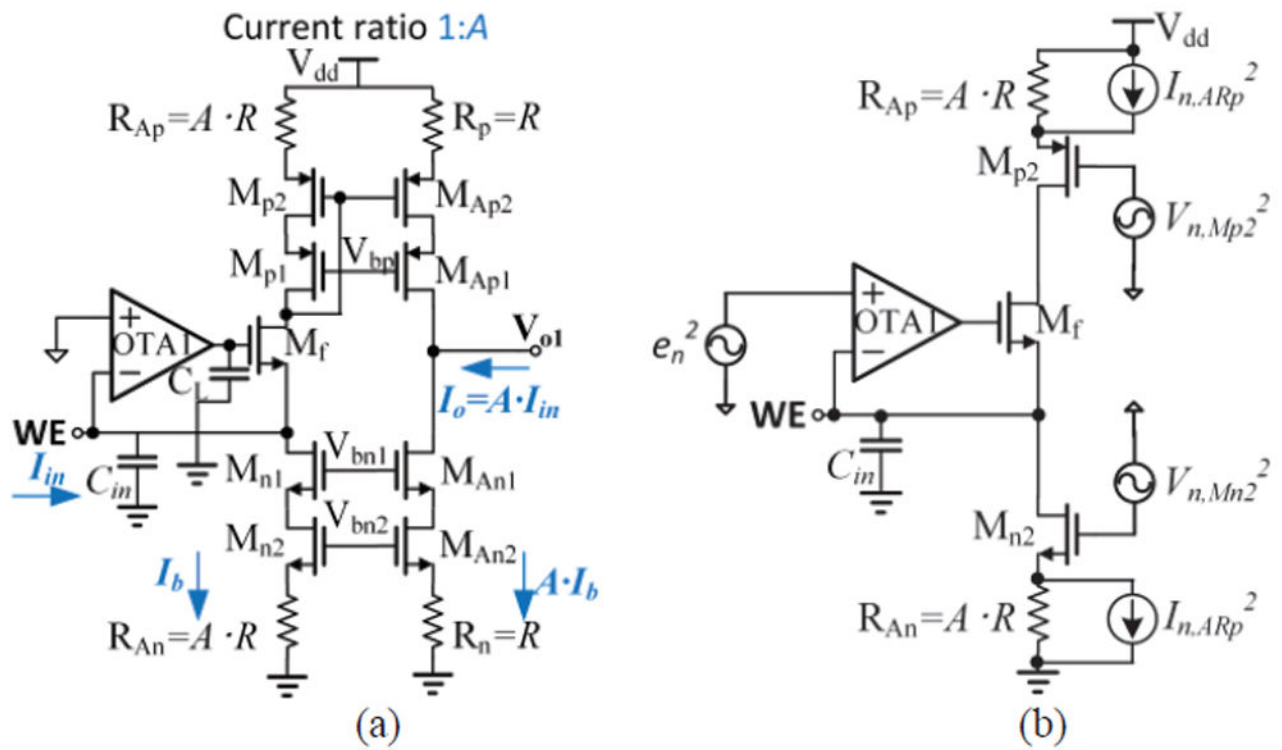 Current ratio 1:A
Vdd
RAp=A ·R
Rp=R
Mp2
MAp2
Mp1
Vbp
MAp1
+
OTA1
−
Mf
CL
Vo1
Io=A·Iin
WE
Iin
Cin
Mn1
Vbn1
MAn1
Mn2
Vbn2
MAn2
Ib
A·Ib
RAn=A ·R
Rn=R
(a)
Vdd
RAp=A ·R
In,ARp²
Mp2
Vn,Mp2²
+
OTA1
−
Mf
en²
WE
Cin
Vn,Mn2²
Mn2
RAn=A ·R
In,ARp²
(b)